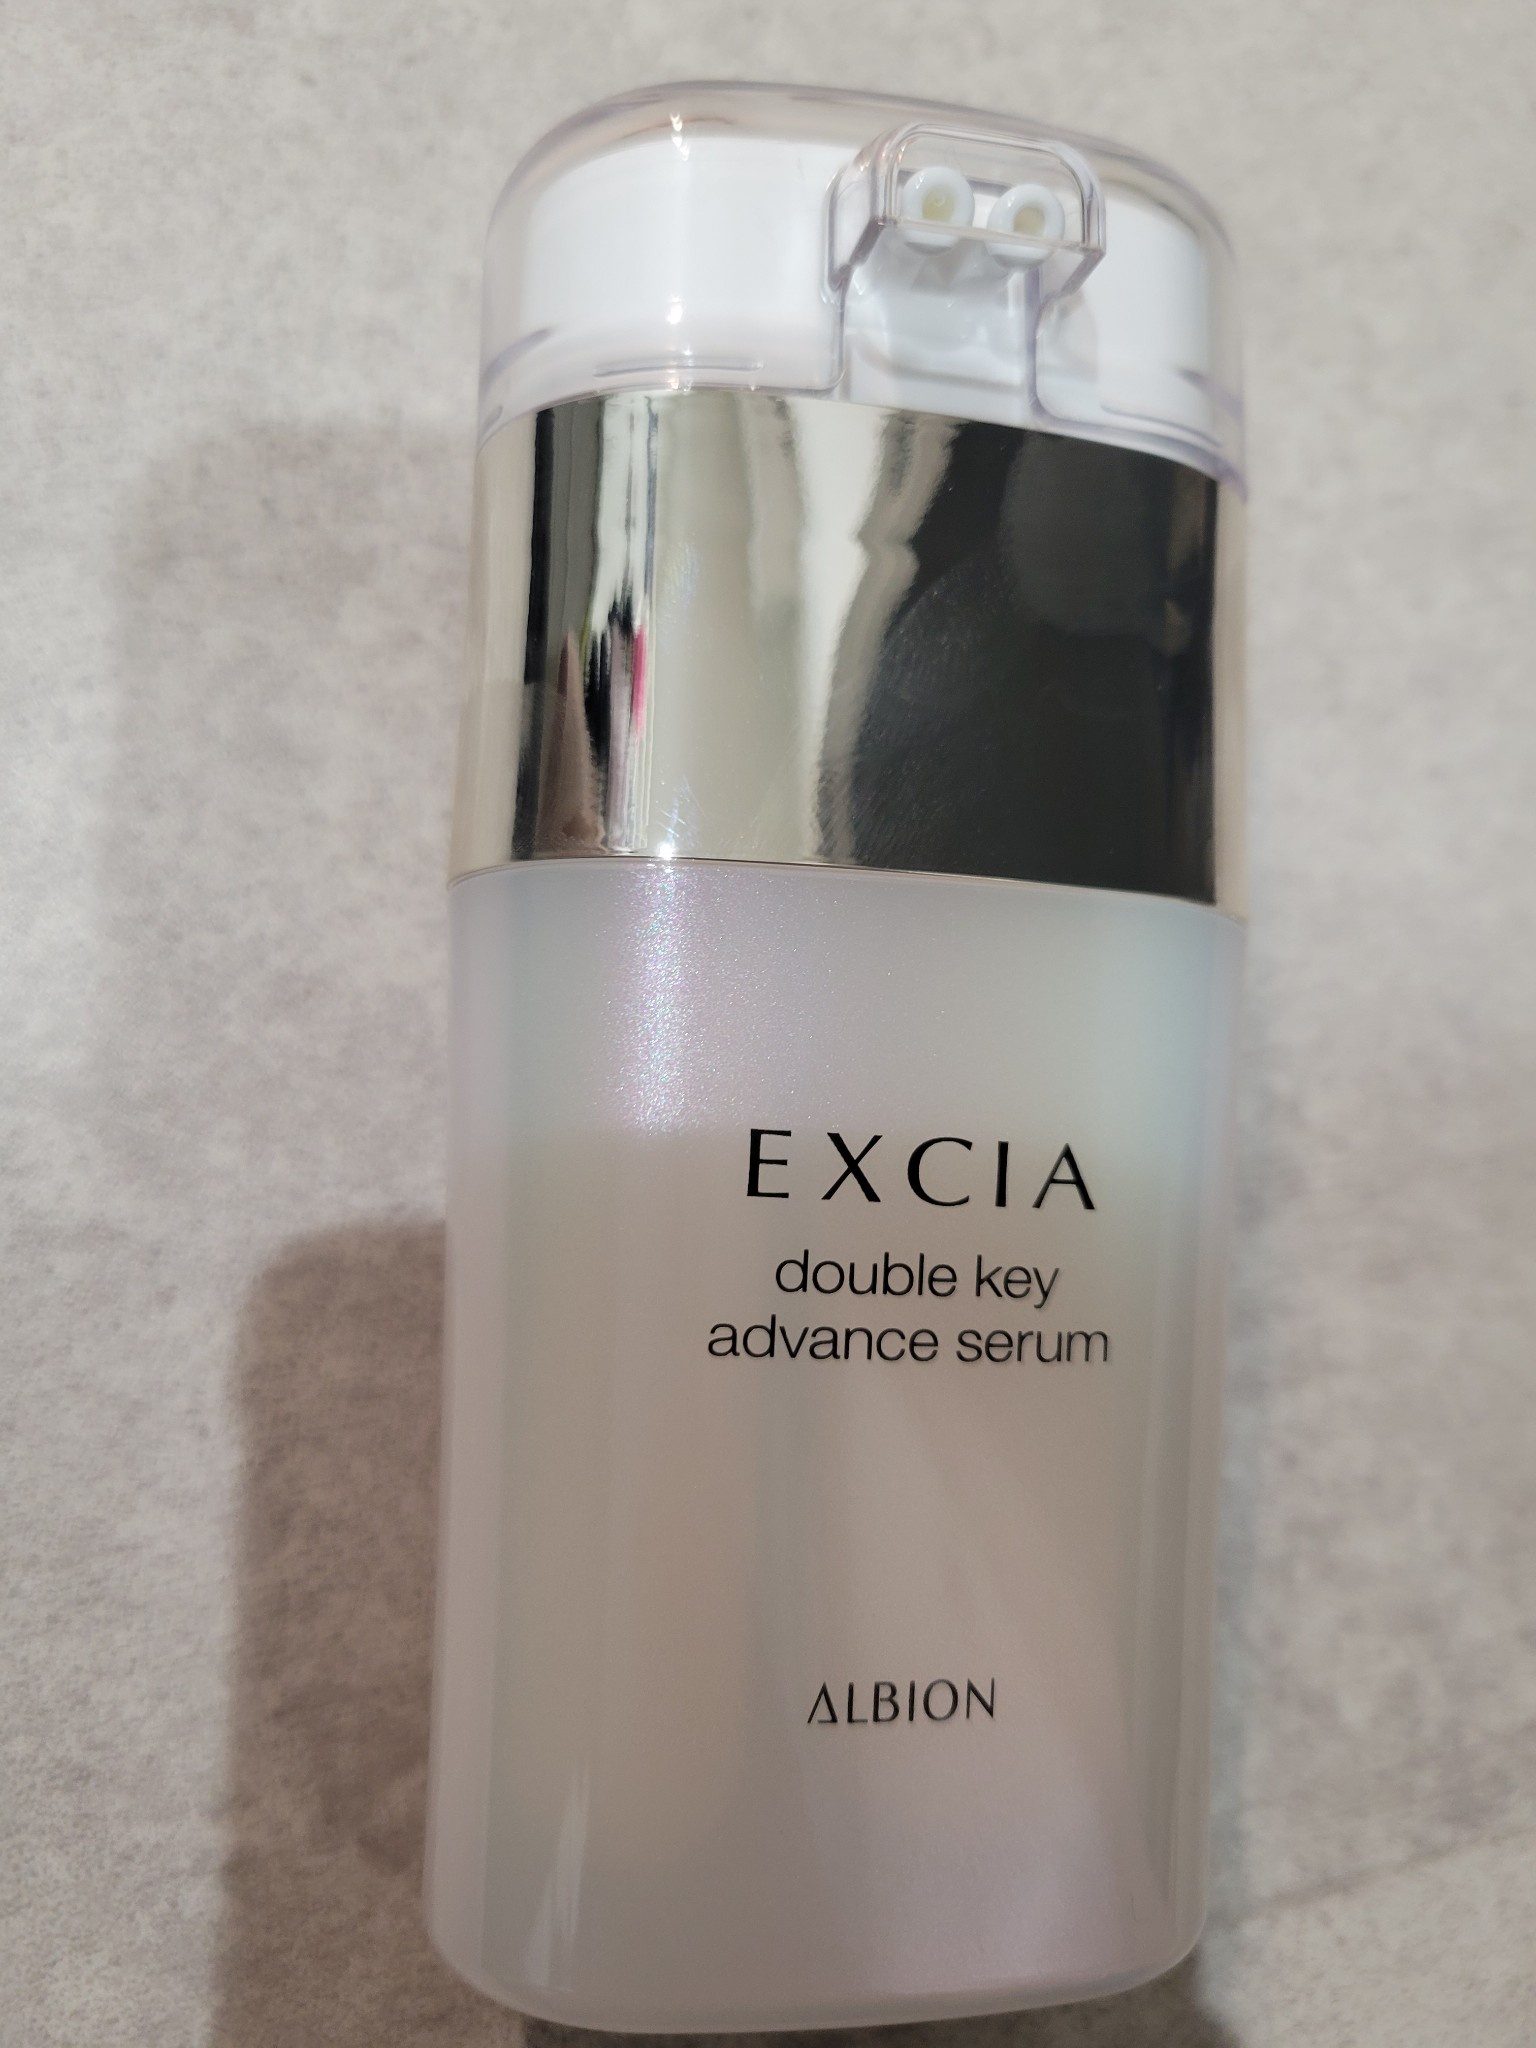 EXCIA
double key
advance serum
ALBION